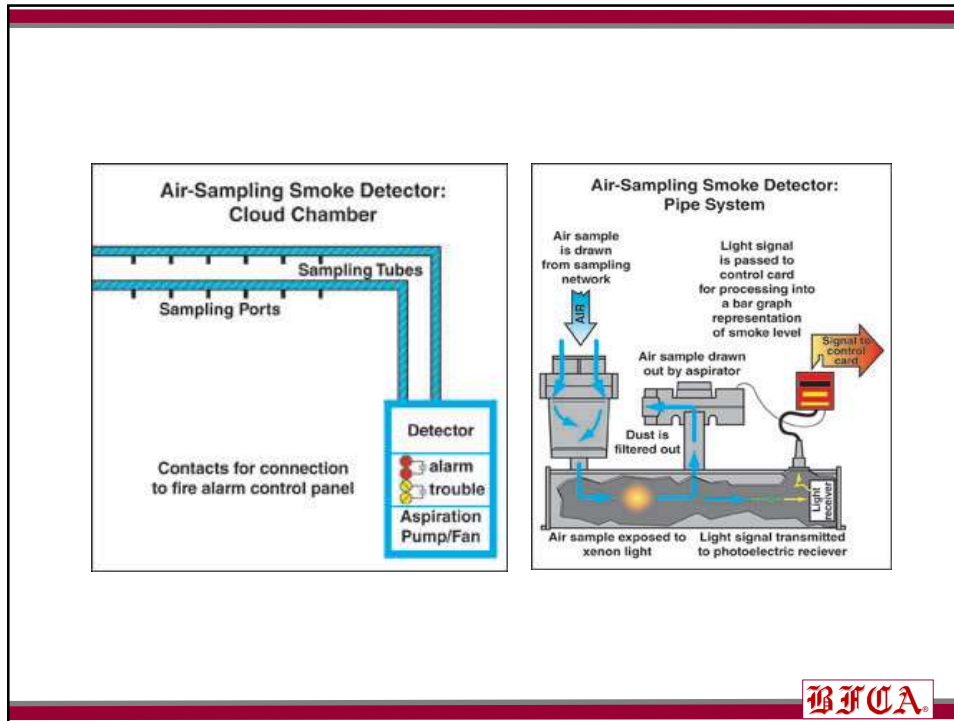 Air-Sampling Smoke Detector:
Cloud Chamber
Sampling Tubes
Sampling Ports
Detector
alarm
trouble
Contacts for connection
to fire alarm control panel
Aspiration
Pump/Fan
Air-Sampling Smoke Detector:
Pipe System
Air sample
is drawn
from sampling
network
AIR
Light signal
is passed to
control card
for processing into
a bar graph
representation
of smoke level
Signal to
control
card
Air sample drawn
out by aspirator
Dust is
filtered out
Light
receiver
Air sample exposed to
xenon light
Light signal transmitted
to photoelectric reciever
BFCA®